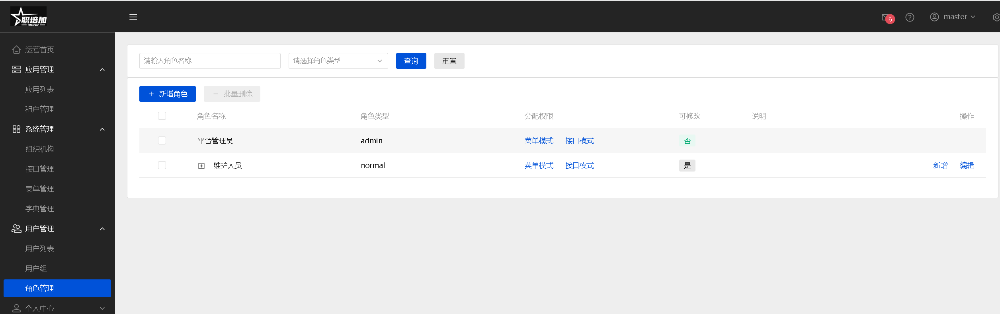 职培加
HiCareer
6
master
运营首页
应用管理
应用列表
租户管理
系统管理
组织机构
接口管理
菜单管理
字典管理
用户管理
用户列表
用户组
角色管理
个人中心
请输入角色名称 请选择角色类型 查询 重置
新增角色 批量删除
角色名称 角色类型 分配权限 可修改 说明 操作
平台管理员 admin 菜单模式 接口模式 否
维护人员 normal 菜单模式 接口模式 是 新增 编辑